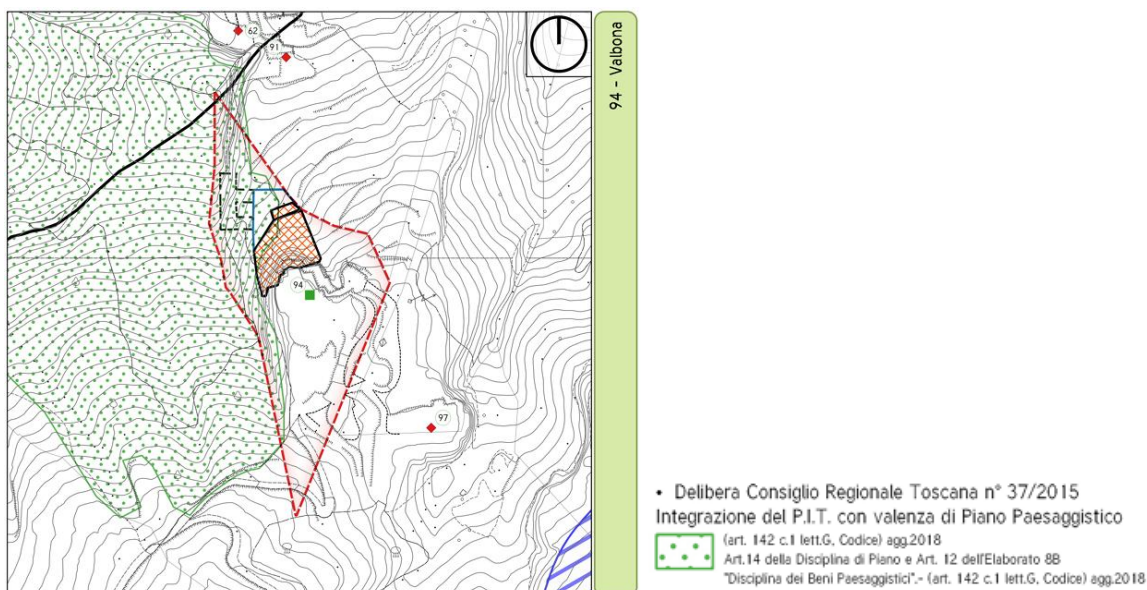 62
91
94
97
94 - Valbona
• Delibera Consiglio Regionale Toscana n° 37/2015
Integrazione del P.I.T. con valenza di Piano Paesaggistico
(art. 142 c.1 lett.G, Codice) agg.2018
Art.14 della Disciplina di Piano e Art. 12 dell'Elaborato 8B
"Disciplina dei Beni Paesaggistici".- (art. 142 c.1 lett.G, Codice) agg.2018